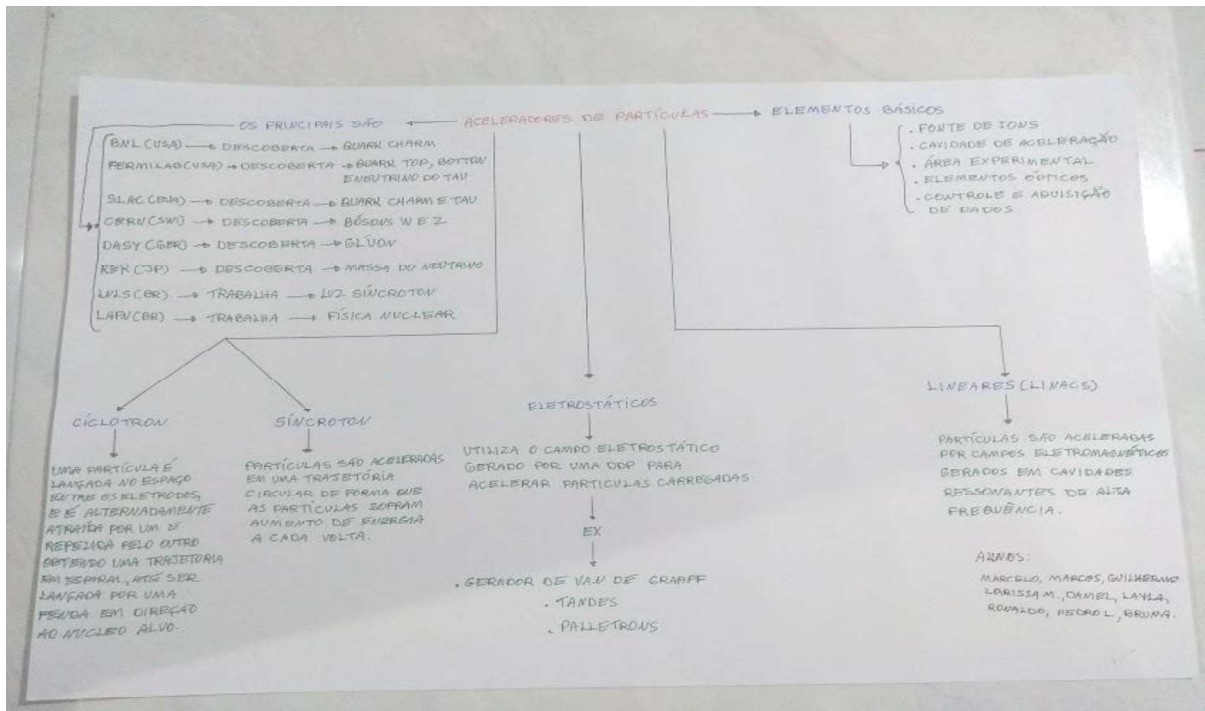 ACELERADORES DE PARTÍCULAS
OS PRINCIPAIS SÃO
BNL (USA) → DESCOBERTA → QUARK CHARM
FERMILAB (USA) → DESCOBERTA → QUARK TOP, BOTTON
E NEUTRINO DO TAU
SLAC (USA) → DESCOBERTA → QUARK CHARM E TAU
CERN (SWI) → DESCOBERTA → BÓSONS W E Z
DASY (GER) → DESCOBERTA → GLÚON
(JP) → DESCOBERTA → MASSA DO NEUTRINO
(BR) → TRABALHA → LUZ SÍNCROTON
(BR) → TRABALHA → FÍSICA NUCLEAR
ELEMENTOS BÁSICOS
. FONTE DE IONS
. CAVIDADE DE ACELERAÇÃO
. ÁREA EXPERIMENTAL
. ELEMENTOS ÓPTICOS
. CONTROLE E AQUISIÇÃO
DE DADOS
CÍCLOTRON
UMA PARTÍCULA É
LANÇADA NO ESPAÇO
ENTRE OS ELETRODOS,
E É ALTERNADAMENTE
ATRAÍDA POR UM E
REPELIDA PELO OUTRO
OBTENDO UMA TRAJETORIA
EM ESPIRAL, ATÉ SER
LANÇADA POR UMA
FENDA EM DIREÇÃO
AO NUCLEO ALVO.
SÍNCROTON
PARTÍCULAS SÃO ACELERADAS
EM UMA TRAJETÓRIA
CIRCULAR DE FORMA QUE
AS PARTÍCULAS SOFRAM
AUMENTO DE ENERGIA
A CADA VOLTA.
ELETROSTÁTICOS
UTILIZA O CAMPO ELETROSTÁTICO
GERADO POR UMA DDP PARA
ACELERAR PARTICULAS CARREGADAS
EX
. GERADOR DE VAN DE GRAAFF
. TANDES
. PALLETRONS
LINEARES (LINACS)
PARTÍCULAS SÃO ACELERADAS
POR CAMPOS ELETROMAGNÉTICOS
GERADOS EM CAVIDADES
RESSONANTES DE ALTA
FREQUÊNCIA.
MARCELO, MARCOS, GUILHERME
LARISSA M., DANIEL, LAYLA,
RONALDO, PEDRO L, BRUNA.